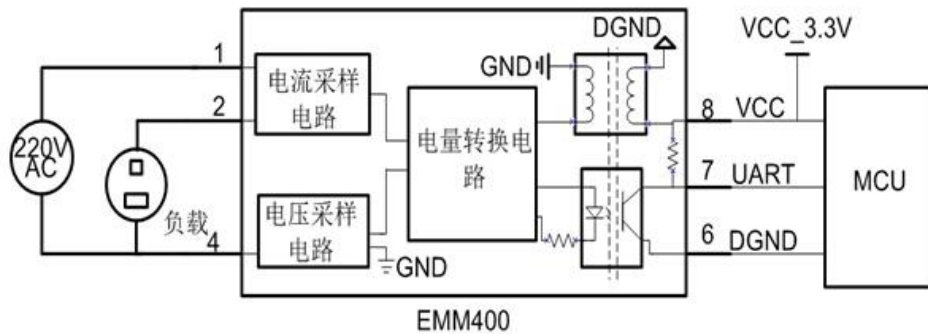 DGND
VCC_3.3V
1
GND
电流采样
电路
2
8
VCC
220V
AC
电量转换电
路
7
UART
MCU
负载
电压采样
电路
4
GND
6
DGND
EMM400